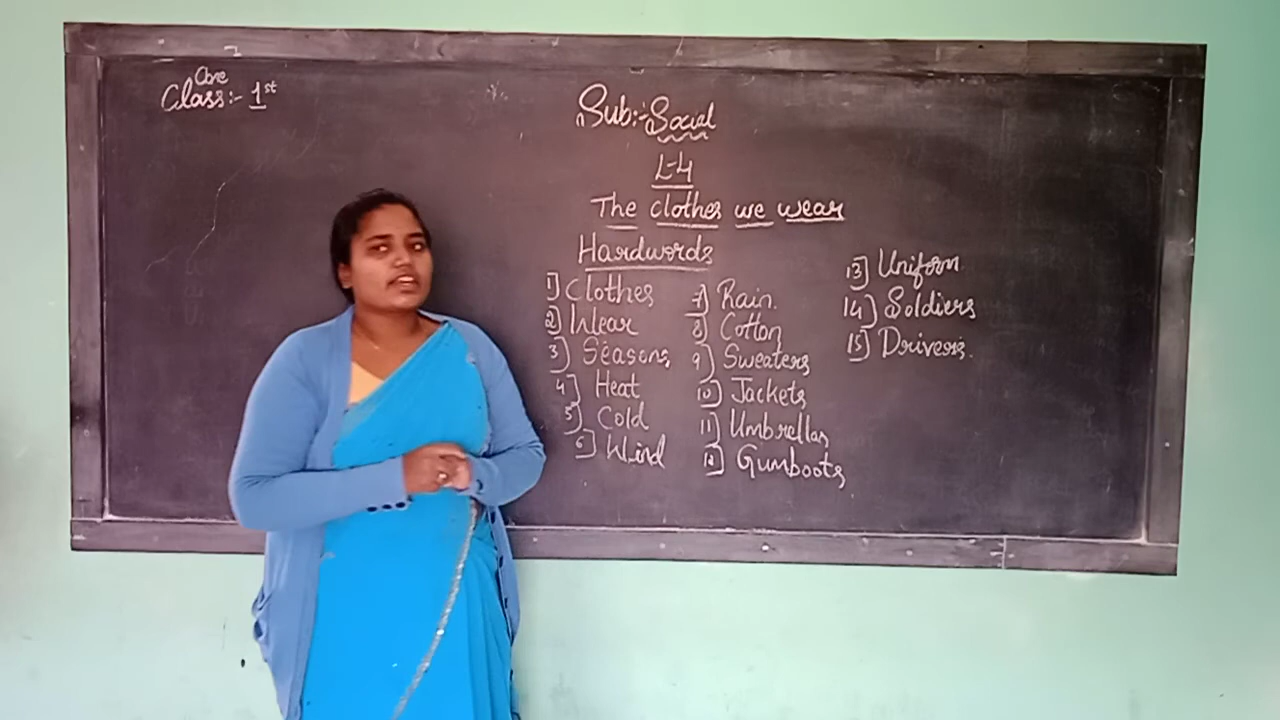 Class:- 1st
Sub:- Social
L-4
The clothes we wear
Hardwords
1] Clothes
2] Wear
3] Seasons
4] Heat
5] Cold
6] Wind
7] Rain.
8] Cotton
9] Sweaters
10] Jackets
11] Umbrellas
12] Gumboots
13] Uniform
14] Soldiers
15] Drivers.